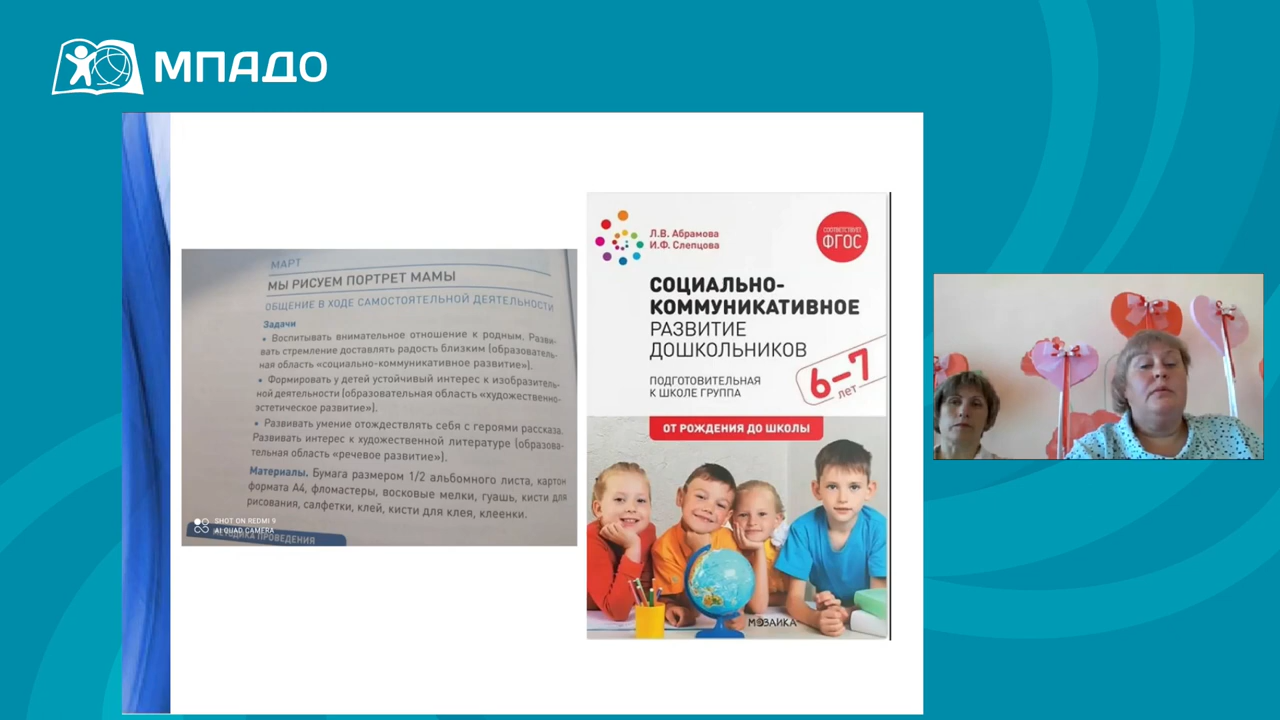 МПАДО
МАРТ
МЫ РИСУЕМ ПОРТРЕТ МАМЫ
ОБЩЕНИЕ В ХОДЕ САМОСТОЯТЕЛЬНОЙ ДЕЯТЕЛЬНОСТИ
Задачи
• Воспитывать внимательное отношение к родным. Разви-
вать стремление доставлять радость близким (образователь-
ная область «социально-коммуникативное развитие»).
• Формировать у детей устойчивый интерес к изобразитель-
ной деятельности (образовательная область «художественно-
эстетическое развитие»).
• Развивать умение отождествлять себя с героями рассказа.
Развивать интерес к художественной литературе (образова-
тельная область «речевое развитие»).
Материалы. Бумага размером 1/2 альбомного листа, картон
формата А4, фломастеры, восковые мелки, гуашь, кисти для
рисования, салфетки, клей, кисти для клея, клеенки.
SHOT ON REDMI 9
AI QUAD CAMERA
МЕТОДИКА ПРОВЕДЕНИЯ
Л.В. Абрамова
И.Ф. Слепцова
СООТВЕТСТВУЕТ
ФГОС
СОЦИАЛЬНО-
КОММУНИКАТИВНОЕ
РАЗВИТИЕ
ДОШКОЛЬНИКОВ
ПОДГОТОВИТЕЛЬНАЯ
К ШКОЛЕ ГРУППА
6–7
лет
ОТ РОЖДЕНИЯ ДО ШКОЛЫ
МОЗАИКА